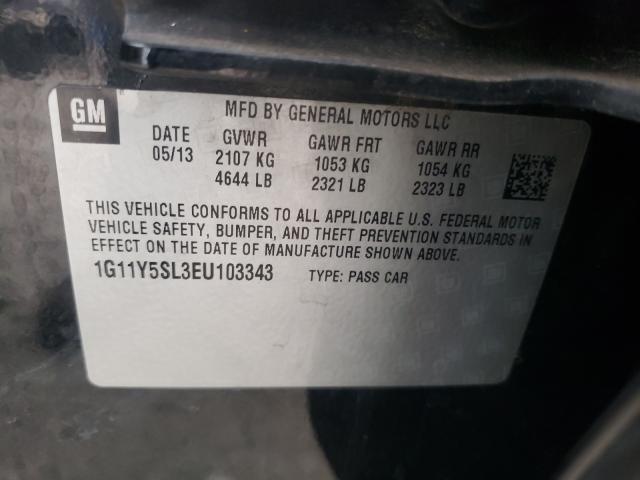 GM
MFD BY GENERAL MOTORS LLC
DATE GVWR GAWR FRT GAWR RR
05/13 2107 KG 1053 KG 1054 KG
4644 LB 2321 LB 2323 LB
THIS VEHICLE CONFORMS TO ALL APPLICABLE U.S. FEDERAL MOTOR
VEHICLE SAFETY, BUMPER, AND THEFT PREVENTION STANDARDS IN
EFFECT ON THE DATE OF MANUFACTURE SHOWN ABOVE.
1G11Y5SL3EU103343 TYPE: PASS CAR